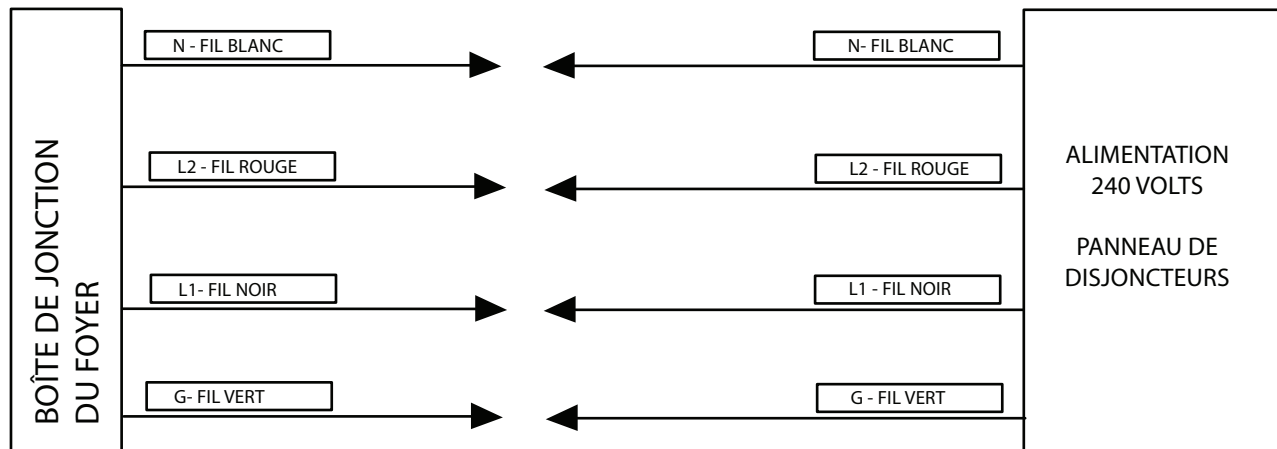 BOÎTE DE JONCTION
DU FOYER
N - FIL BLANC
L2 - FIL ROUGE
L1- FIL NOIR
G- FIL VERT
N- FIL BLANC
L2 - FIL ROUGE
L1 - FIL NOIR
G - FIL VERT
ALIMENTATION
240 VOLTS
PANNEAU DE
DISJONCTEURS